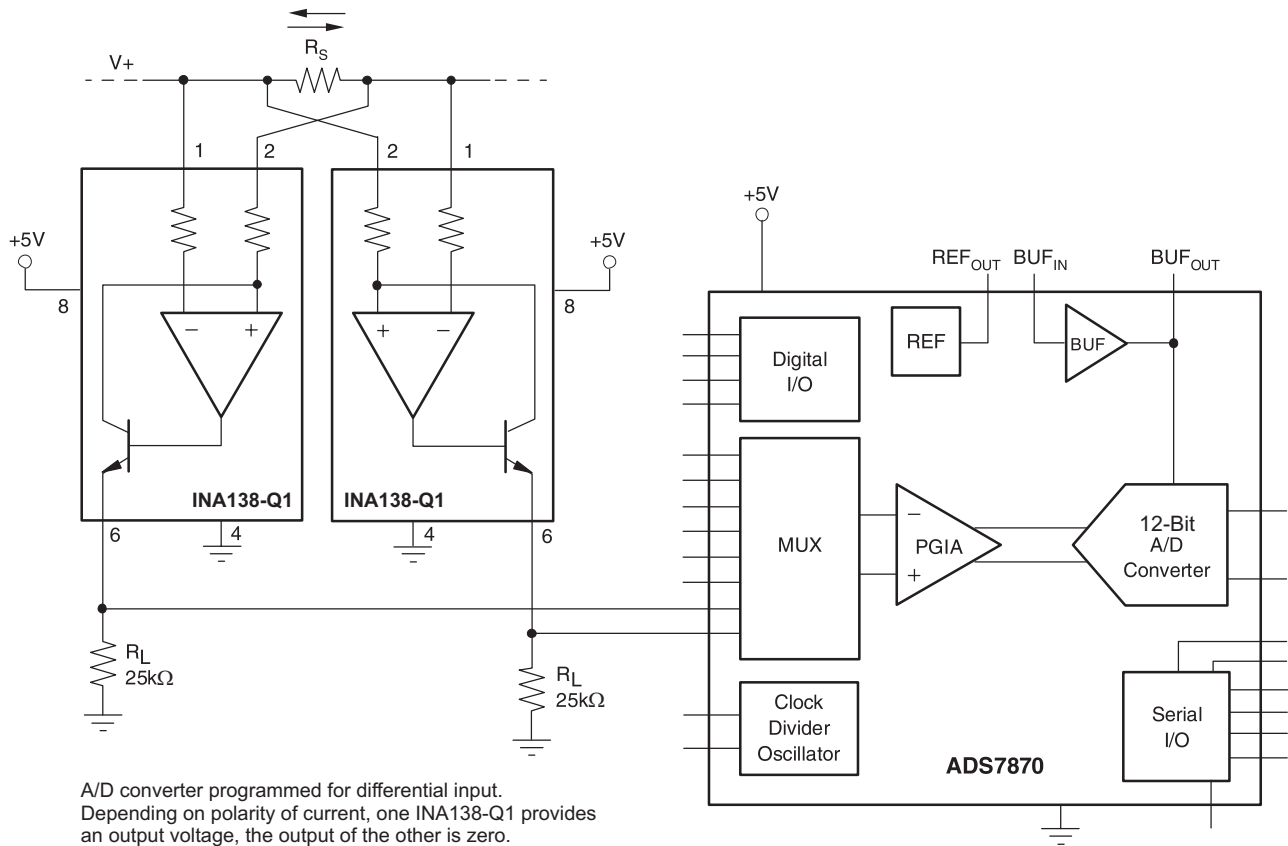 R_S
V+
1
2
2
1
+5V
8
+5V
8
+5V
REF_OUT
BUF_IN
BUF_OUT
− +
+ −
INA138-Q1
INA138-Q1
6
4
4
6
Digital
I/O
REF
BUF
MUX
−
PGIA
+
12-Bit
A/D
Converter
R_L
25kΩ
R_L
25kΩ
Clock
Divider
Oscillator
Serial
I/O
ADS7870
A/D converter programmed for differential input.
Depending on polarity of current, one INA138-Q1 provides
an output voltage, the output of the other is zero.